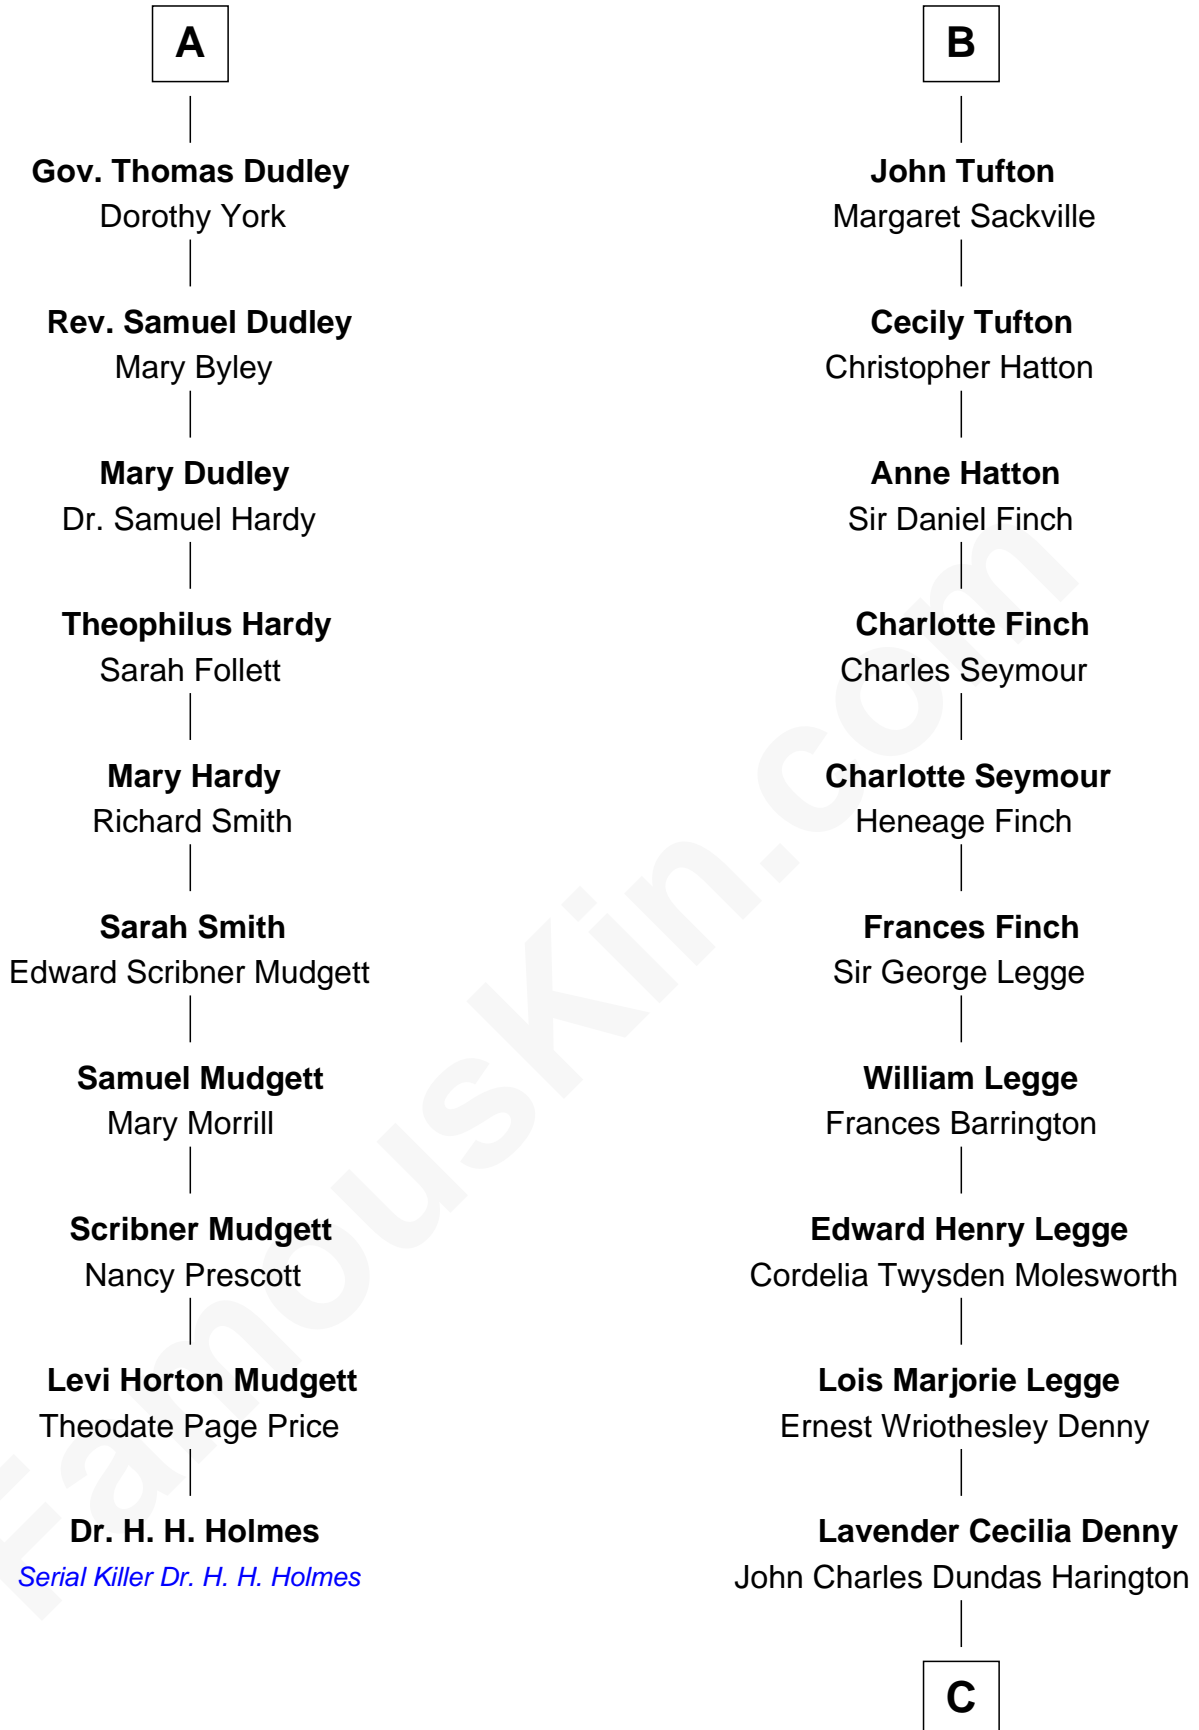 A
Gov. Thomas Dudley
Dorothy York
Rev. Samuel Dudley
Mary Byley
Mary Dudley
Dr. Samuel Hardy
Theophilus Hardy
Sarah Follett
Mary Hardy
Richard Smith
Sarah Smith
Edward Scribner Mudgett
Samuel Mudgett
Mary Morrill
Scribner Mudgett
Nancy Prescott
Levi Horton Mudgett
Theodate Page Price
Dr. H. H. Holmes
Serial Killer Dr. H. H. Holmes
B
John Tufton
Margaret Sackville
Cecily Tufton
Christopher Hatton
Anne Hatton
Sir Daniel Finch
Charlotte Finch
Charles Seymour
Charlotte Seymour
Heneage Finch
Frances Finch
Sir George Legge
William Legge
Frances Barrington
Edward Henry Legge
Cordelia Twysden Molesworth
Lois Marjorie Legge
Ernest Wriothesley Denny
Lavender Cecilia Denny
John Charles Dundas Harington
C
FamousKin.com